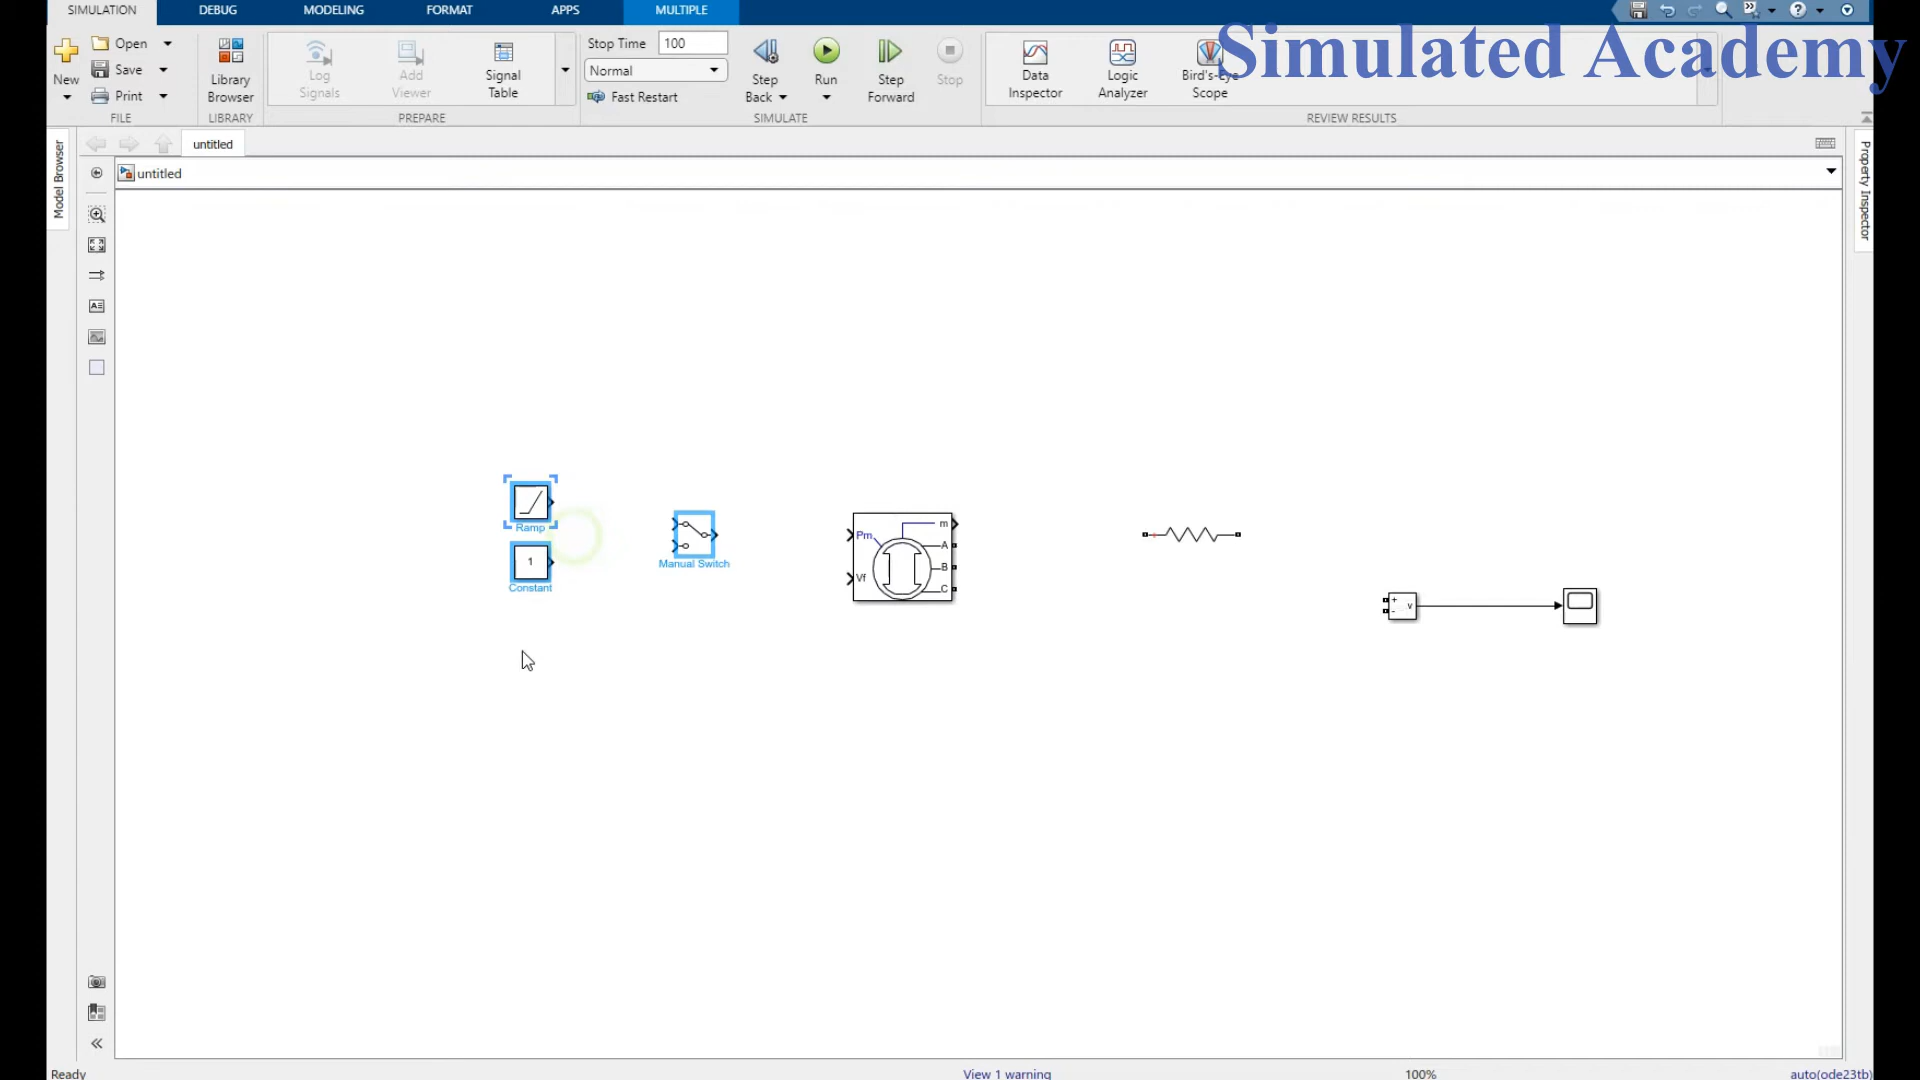 SIMULATION DEBUG MODELING FORMAT APPS MULTIPLE
Simulated Academy
New
Open
Save
Print
FILE
Library
Browser
LIBRARY
Log
Signals
Add
Viewer
Signal
Table
PREPARE
Stop Time 100
Normal
Fast Restart
Step
Back
Run
Step
Forward
Stop
SIMULATE
Data
Inspector
Logic
Analyzer
Bird's-Eye
Scope
REVIEW RESULTS
Model Browser
untitled
untitled
Property Inspector
Ramp
1
Constant
Manual Switch
Pm
Vf
m
A
B
C
+
-
v
Ready View 1 warning 100% auto(ode23tb)